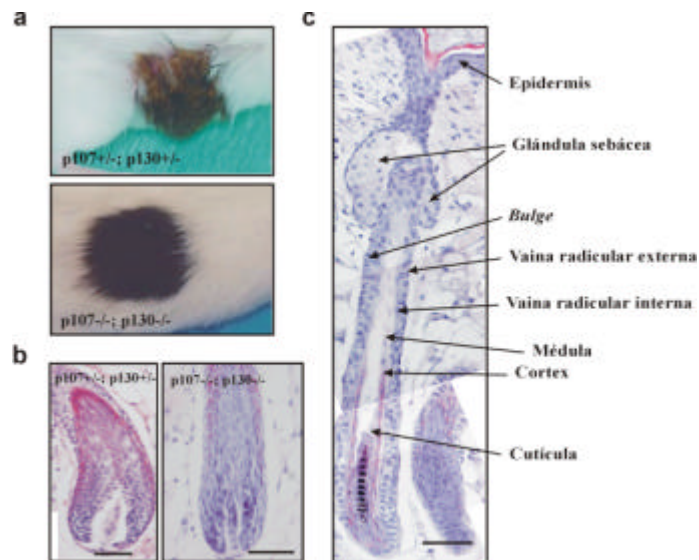 a
p107+/-; p130+/-
p107-/-; p130-/-
b
p107+/-; p130+/-
p107-/-; p130-/-
c
Epidermis
Glándula sebácea
Bulge
Vaina radicular externa
Vaina radicular interna
Médula
Cortex
Cutícula